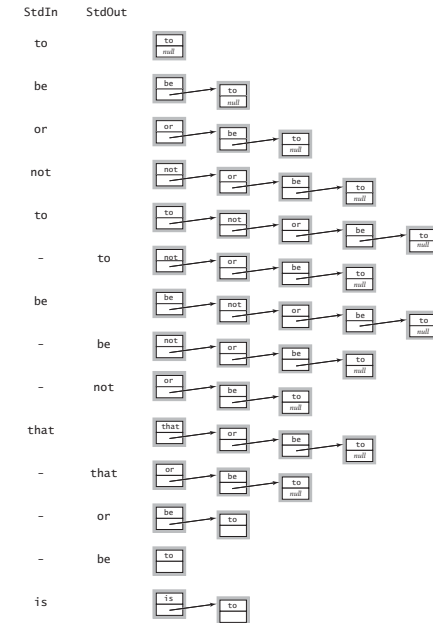 StdIn StdOut
to to
null
be be to
null
or or be to
null
not not or be to
null
to to not or be to
null
- to not or be to
null
be be not or be to
null
- be not or be to
null
- not or be to
null
that that or be to
null
- that or be to
null
- or be to
- be to
is is to